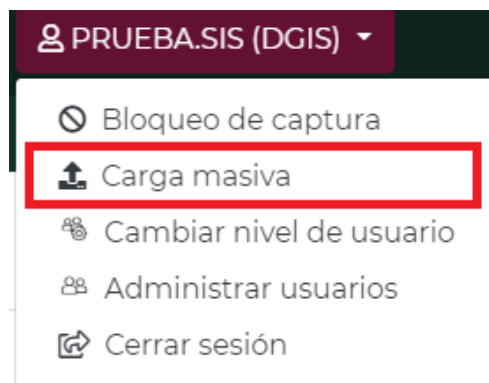 PRUEBA.SIS (DGIS)
Bloqueo de captura
Carga masiva
Cambiar nivel de usuario
Administrar usuarios
Cerrar sesión